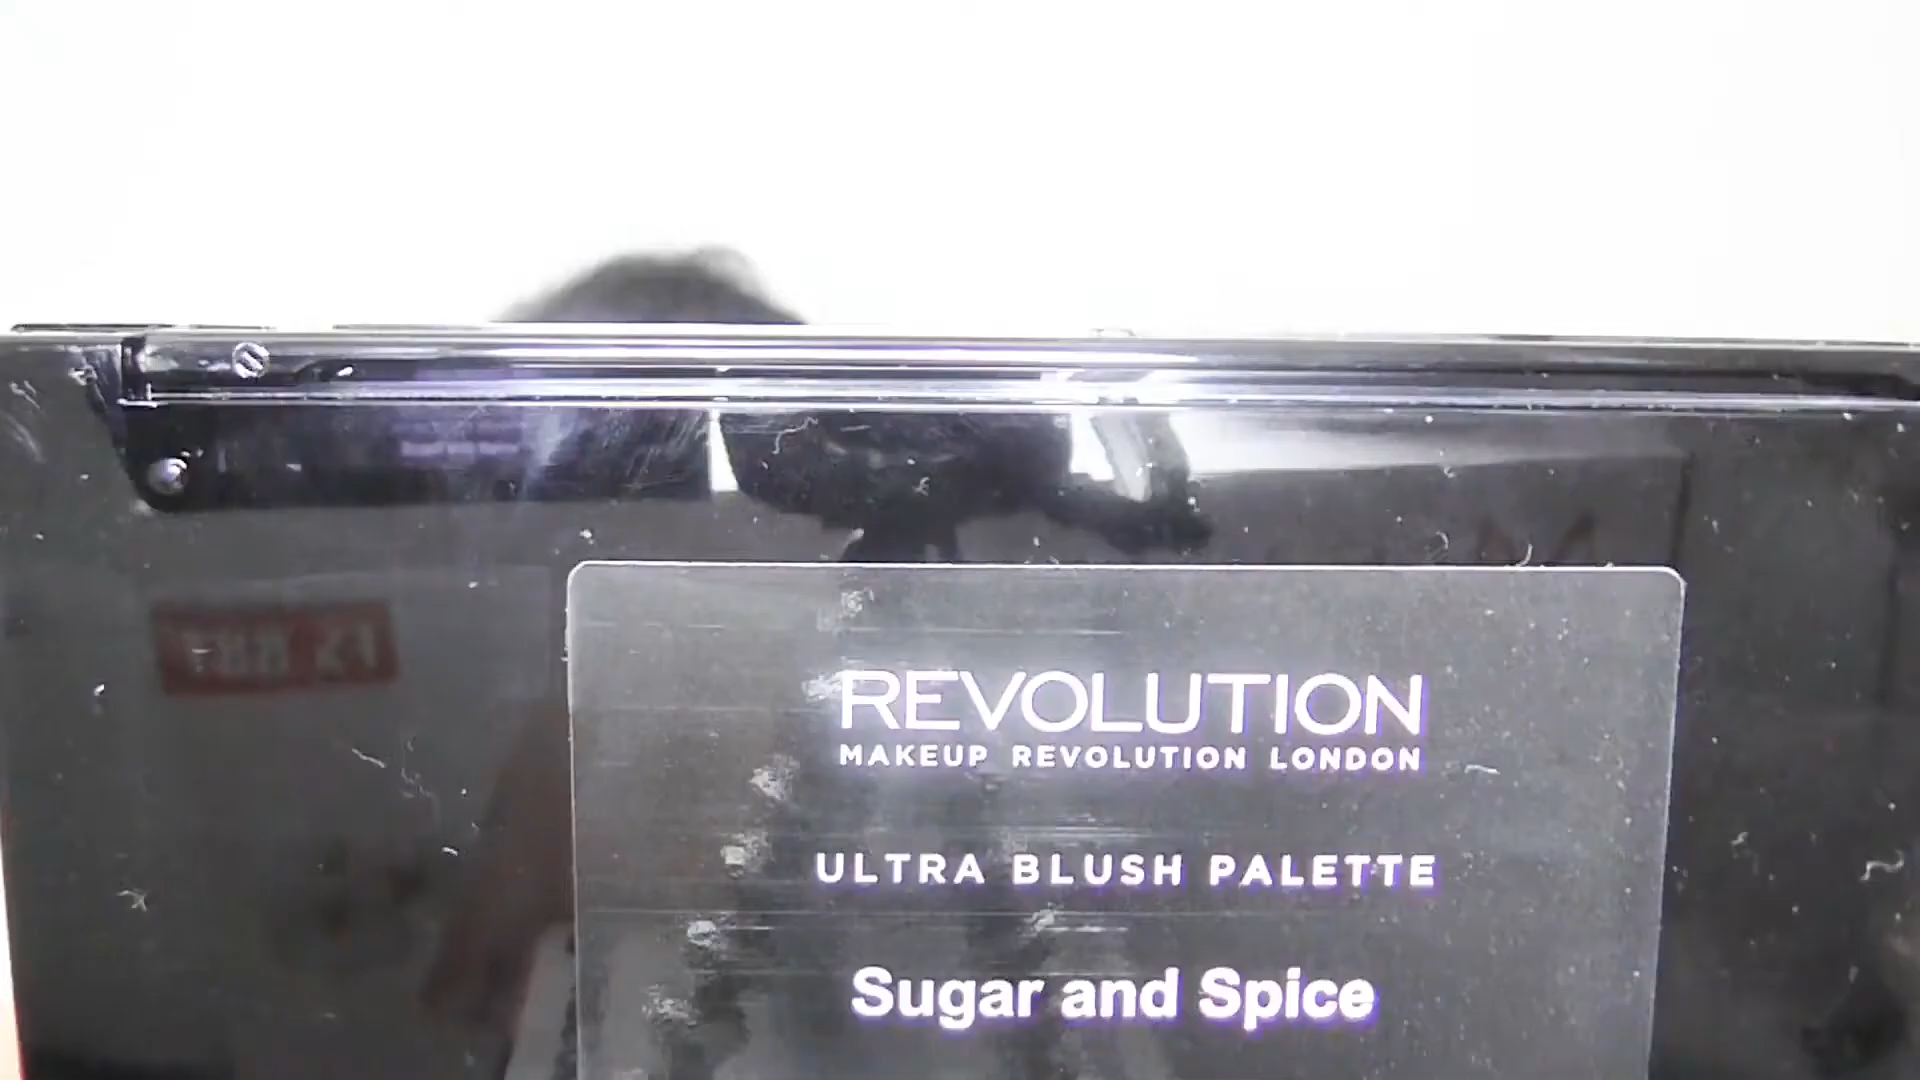 REVOLUTION
MAKEUP REVOLUTION LONDON
ULTRA BLUSH PALETTE
Sugar and Spice